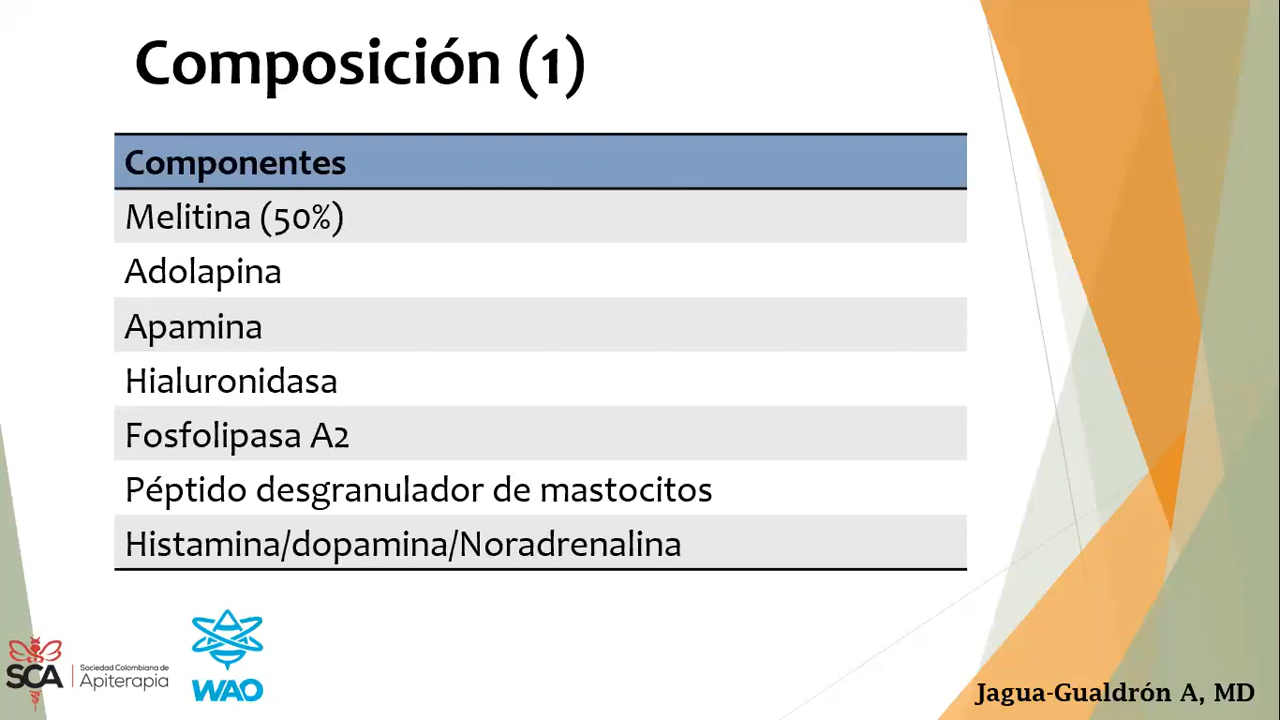 Composición (1)
Componentes
Melitina (50%)
Adolapina
Apamina
Hialuronidasa
Fosfolipasa A2
Péptido desgranulador de mastocitos
Histamina/dopamina/Noradrenalina
SCA
Sociedad Colombiana de
Apiterapia
WAO
Jagua-Gualdrón A, MD